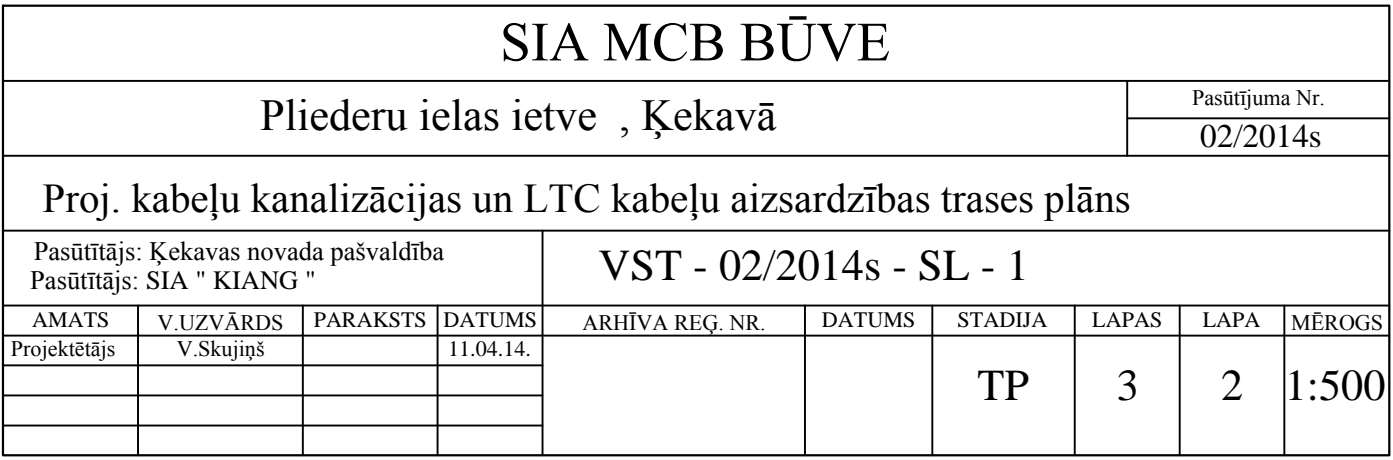 SIA MCB BŪVE
Pliederu ielas ietve , Ķekavā
Pasūtījuma Nr.
02/2014s
Proj. kabeļu kanalizācijas un LTC kabeļu aizsardzības trases plāns
Pasūtītājs: Ķekavas novada pašvaldība
Pasūtītājs: SIA " KIANG "
VST - 02/2014s - SL - 1
AMATS V.UZVĀRDS PARAKSTS DATUMS ARHĪVA REĢ. NR. DATUMS STADIJA LAPAS LAPA MĒROGS
Projektētājs V.Skujiņš 11.04.14.
TP 3 2 1:500